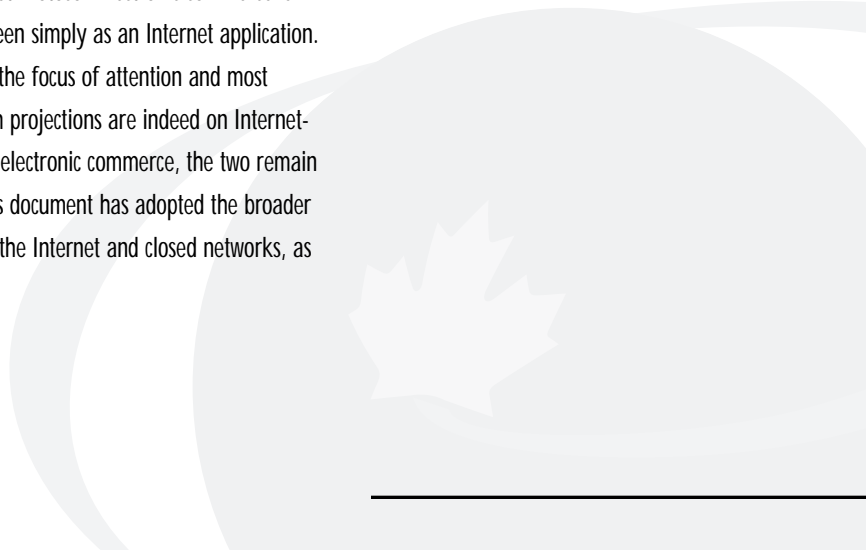 een simply as an Internet application.
the focus of attention and most
n projections are indeed on Internet-
electronic commerce, the two remain
s document has adopted the broader
the Internet and closed networks, as